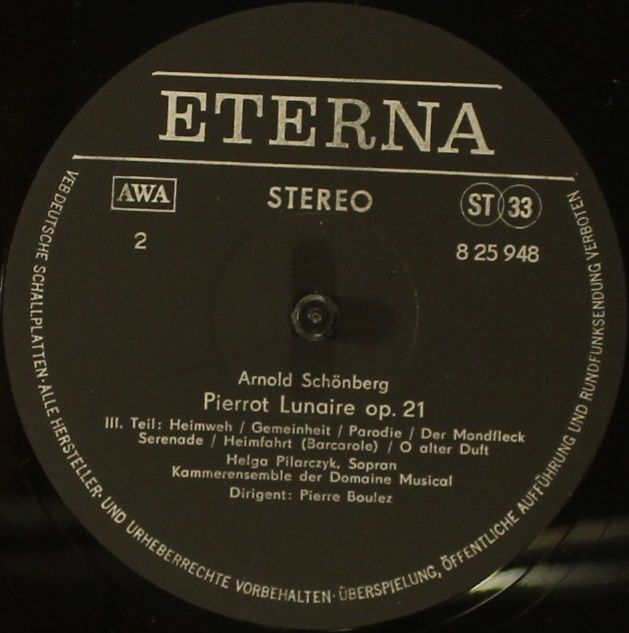 ETERNA
AWA
STEREO
ST 33
2
8 25 948
Arnold Schönberg
Pierrot Lunaire op. 21
III. Teil: Heimweh / Gemeinheit / Parodie / Der Mondfleck
Serenade / Heimfahrt (Barcarole) / O alter Duft
Helga Pilarczyk, Sopran
Kammerensemble der Domaine Musical
Dirigent: Pierre Boulez
VEB DEUTSCHE SCHALLPLATTEN · ALLE HERSTELLER- UND URHEBERRECHTE VORBEHALTEN · ÜBERSPIELUNG, ÖFFENTLICHE AUFFÜHRUNG UND RUNDFUNKSENDUNG VERBOTEN